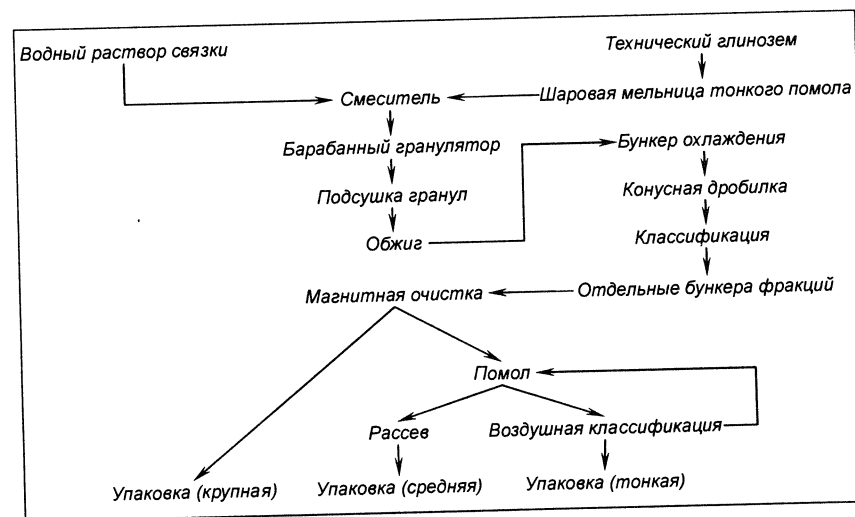 Водный раствор связки
Технический глинозем
Смеситель
Шаровая мельница тонкого помола
Барабанный гранулятор
Бункер охлаждения
Подсушка гранул
Конусная дробилка
Обжиг
Классификация
Магнитная очистка
Отдельные бункера фракций
Помол
Рассев
Воздушная классификация
Упаковка (крупная)
Упаковка (средняя)
Упаковка (тонкая)